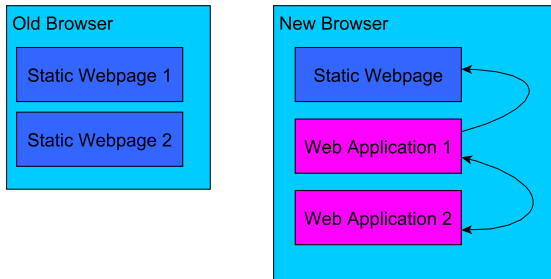 Old Browser
Static Webpage 1
Static Webpage 2
New Browser
Static Webpage
Web Application 1
Web Application 2